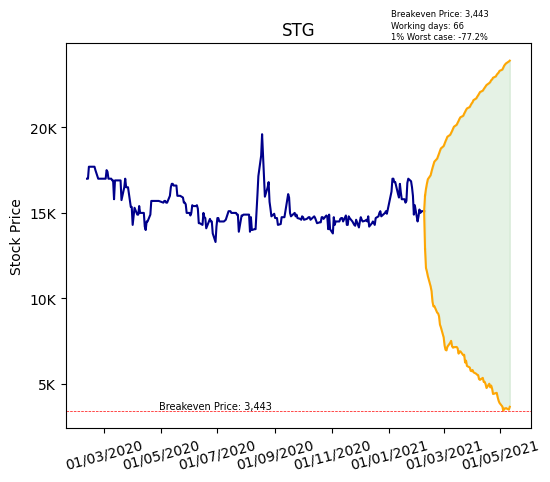 Breakeven Price: 3,443
Working days: 66
1% Worst case: -77.2%
STG
Stock Price
20K
15K
10K
5K
Breakeven Price: 3,443
01/03/2020 01/05/2020 01/07/2020 01/09/2020 01/11/2020 01/01/2021 01/03/2021 01/05/2021